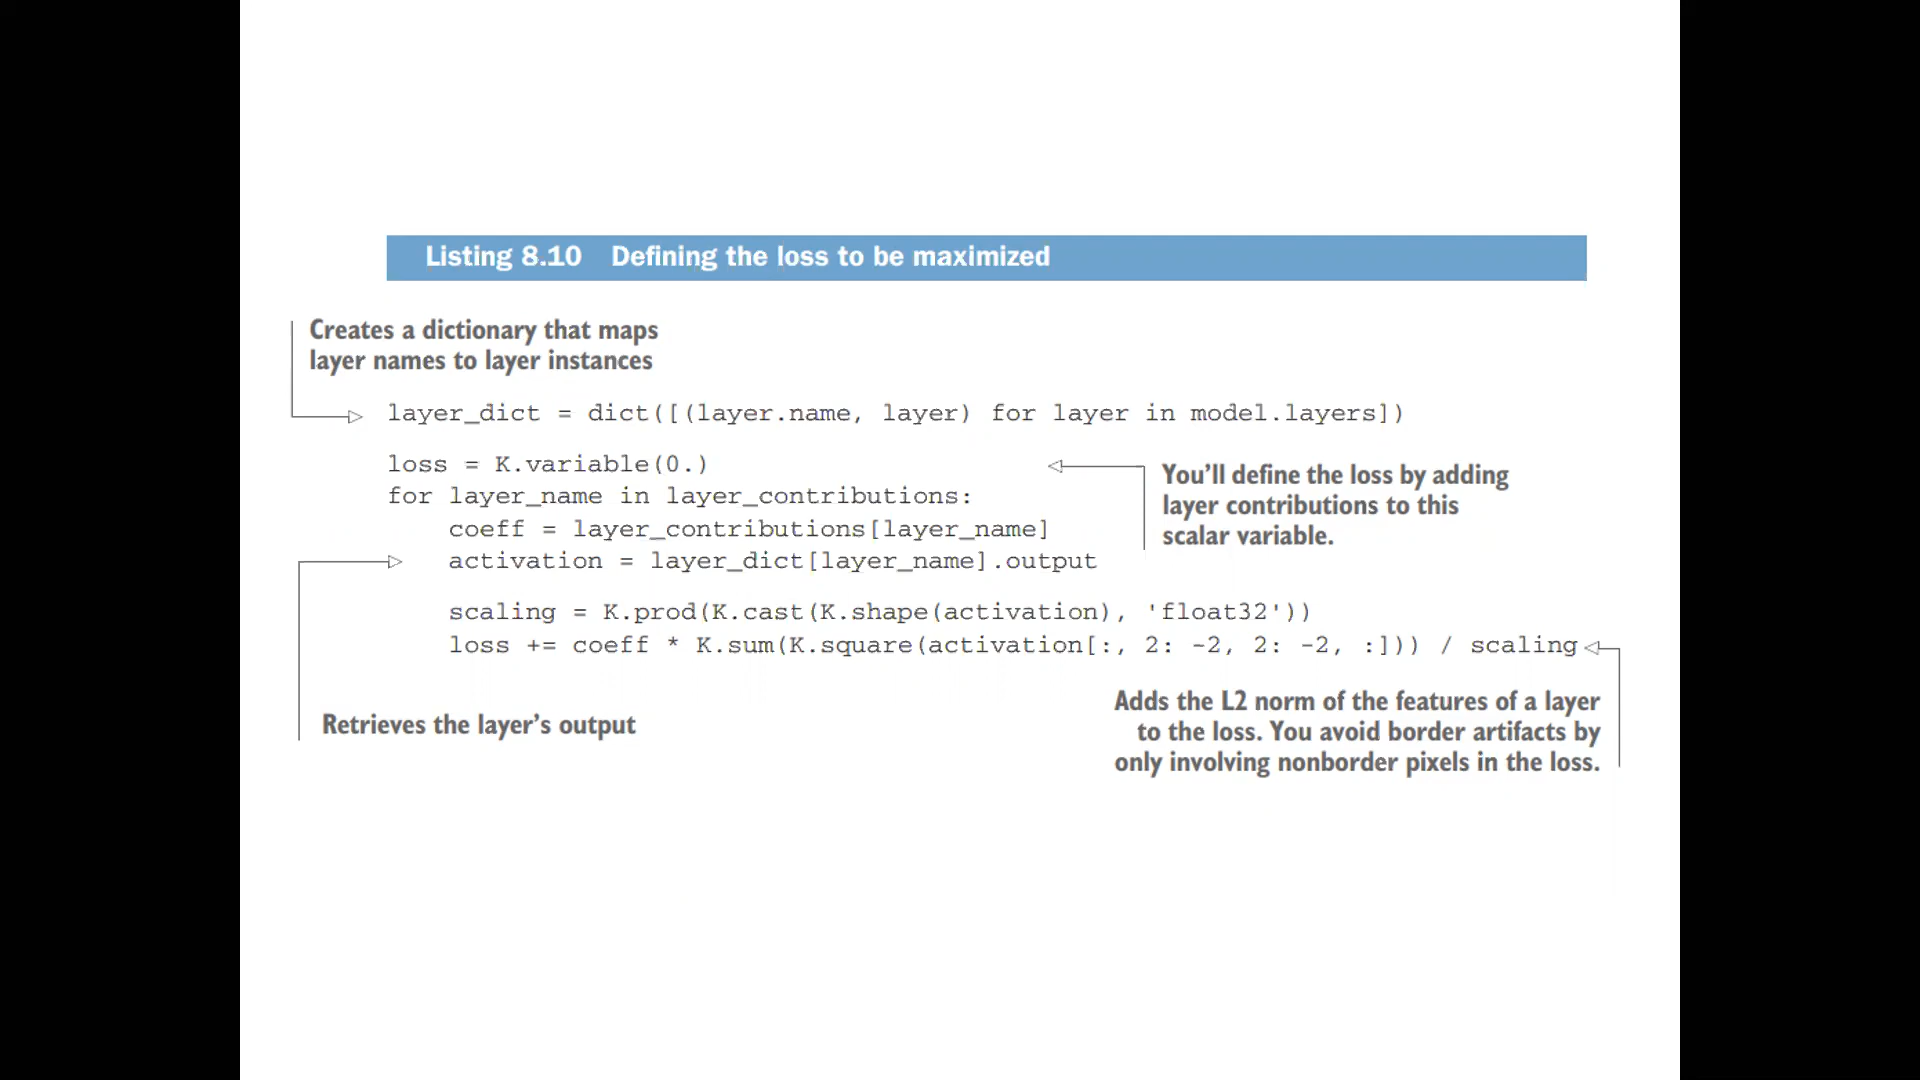 Listing 8.10 Defining the loss to be maximized
Creates a dictionary that maps
layer names to layer instances
layer_dict = dict([(layer.name, layer) for layer in model.layers])
loss = K.variable(0.)
for layer_name in layer_contributions:
coeff = layer_contributions[layer_name]
activation = layer_dict[layer_name].output
You'll define the loss by adding
layer contributions to this
scalar variable.
scaling = K.prod(K.cast(K.shape(activation), 'float32'))
loss += coeff * K.sum(K.square(activation[:, 2: -2, 2: -2, :])) / scaling
Retrieves the layer's output
Adds the L2 norm of the features of a layer
to the loss. You avoid border artifacts by
only involving nonborder pixels in the loss.